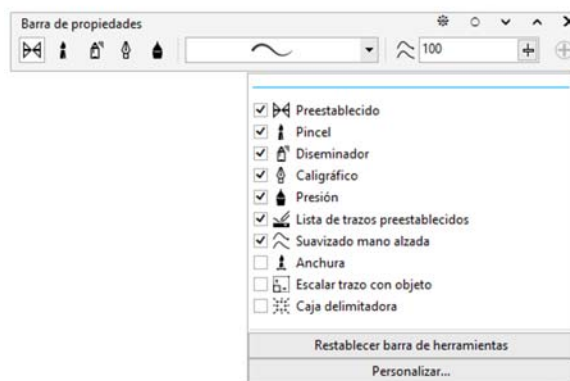 Barra de propiedades
100
Preestablecido
Pincel
Diseminador
Caligráfico
Presión
Lista de trazos preestablecidos
Suavizado mano alzada
Anchura
Escalar trazo con objeto
Caja delimitadora
Restablecer barra de herramientas
Personalizar...